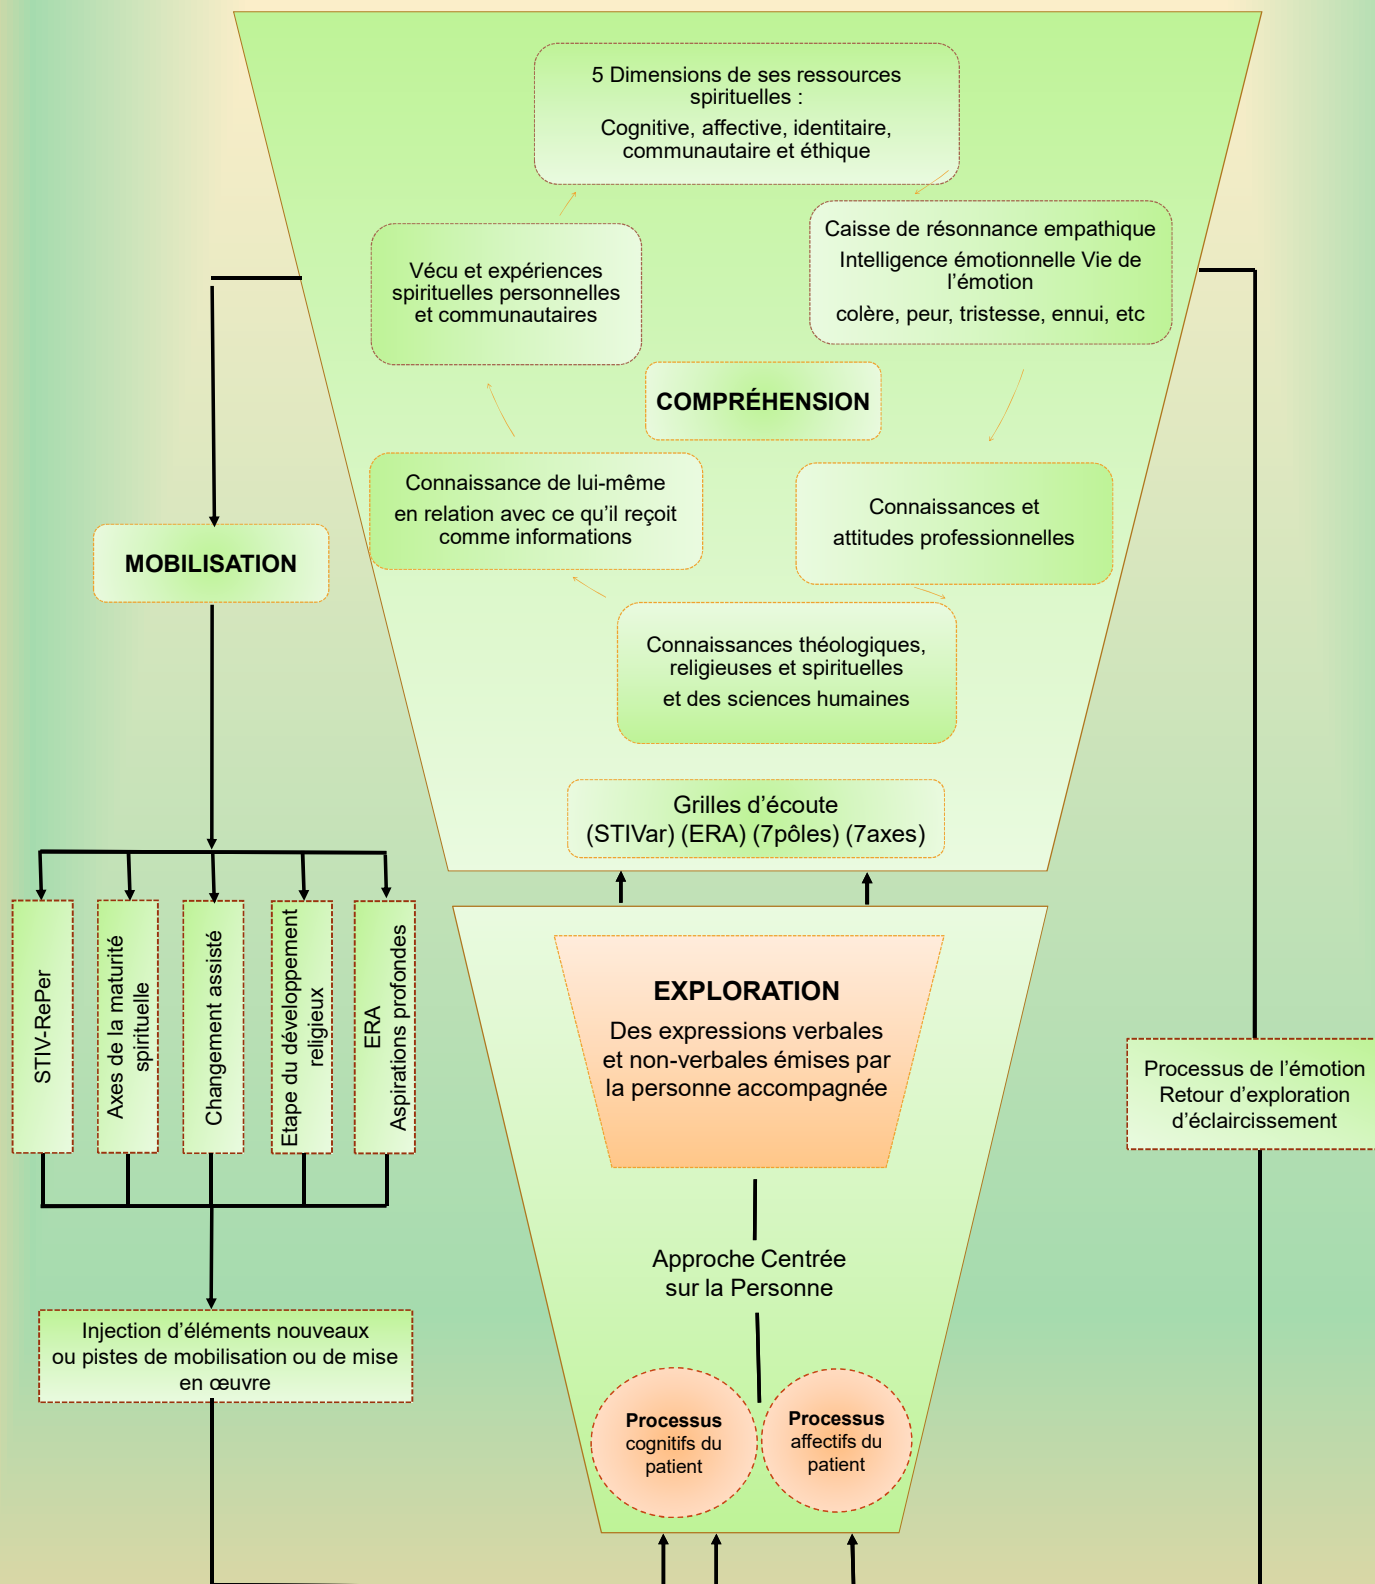 5 Dimensions de ses ressources
spirituelles :
Cognitive, affective, identitaire,
communautaire et éthique
Caisse de résonnance empathique
Intelligence émotionnelle Vie de
l’émotion
colère, peur, tristesse, ennui, etc
Vécu et expériences
spirituelles personnelles
et communautaires
COMPRÉHENSION
Connaissance de lui-même
en relation avec ce qu’il reçoit
comme informations
Connaissances et
attitudes professionnelles
MOBILISATION
Connaissances théologiques,
religieuses et spirituelles
et des sciences humaines
Grilles d’écoute
(STIVar) (ERA) (7pôles) (7axes)
STIV-RePer
Axes de la maturité
spirituelle
Changement assisté
Etape du développement
religieux
ERA
Aspirations profondes
EXPLORATION
Des expressions verbales
et non-verbales émises par
la personne accompagnée
Processus de l’émotion
Retour d’exploration
d’éclaircissement
Approche Centrée
sur la Personne
Injection d’éléments nouveaux
ou pistes de mobilisation ou de mise
en œuvre
Processus
cognitifs du
patient
Processus
affectifs du
patient